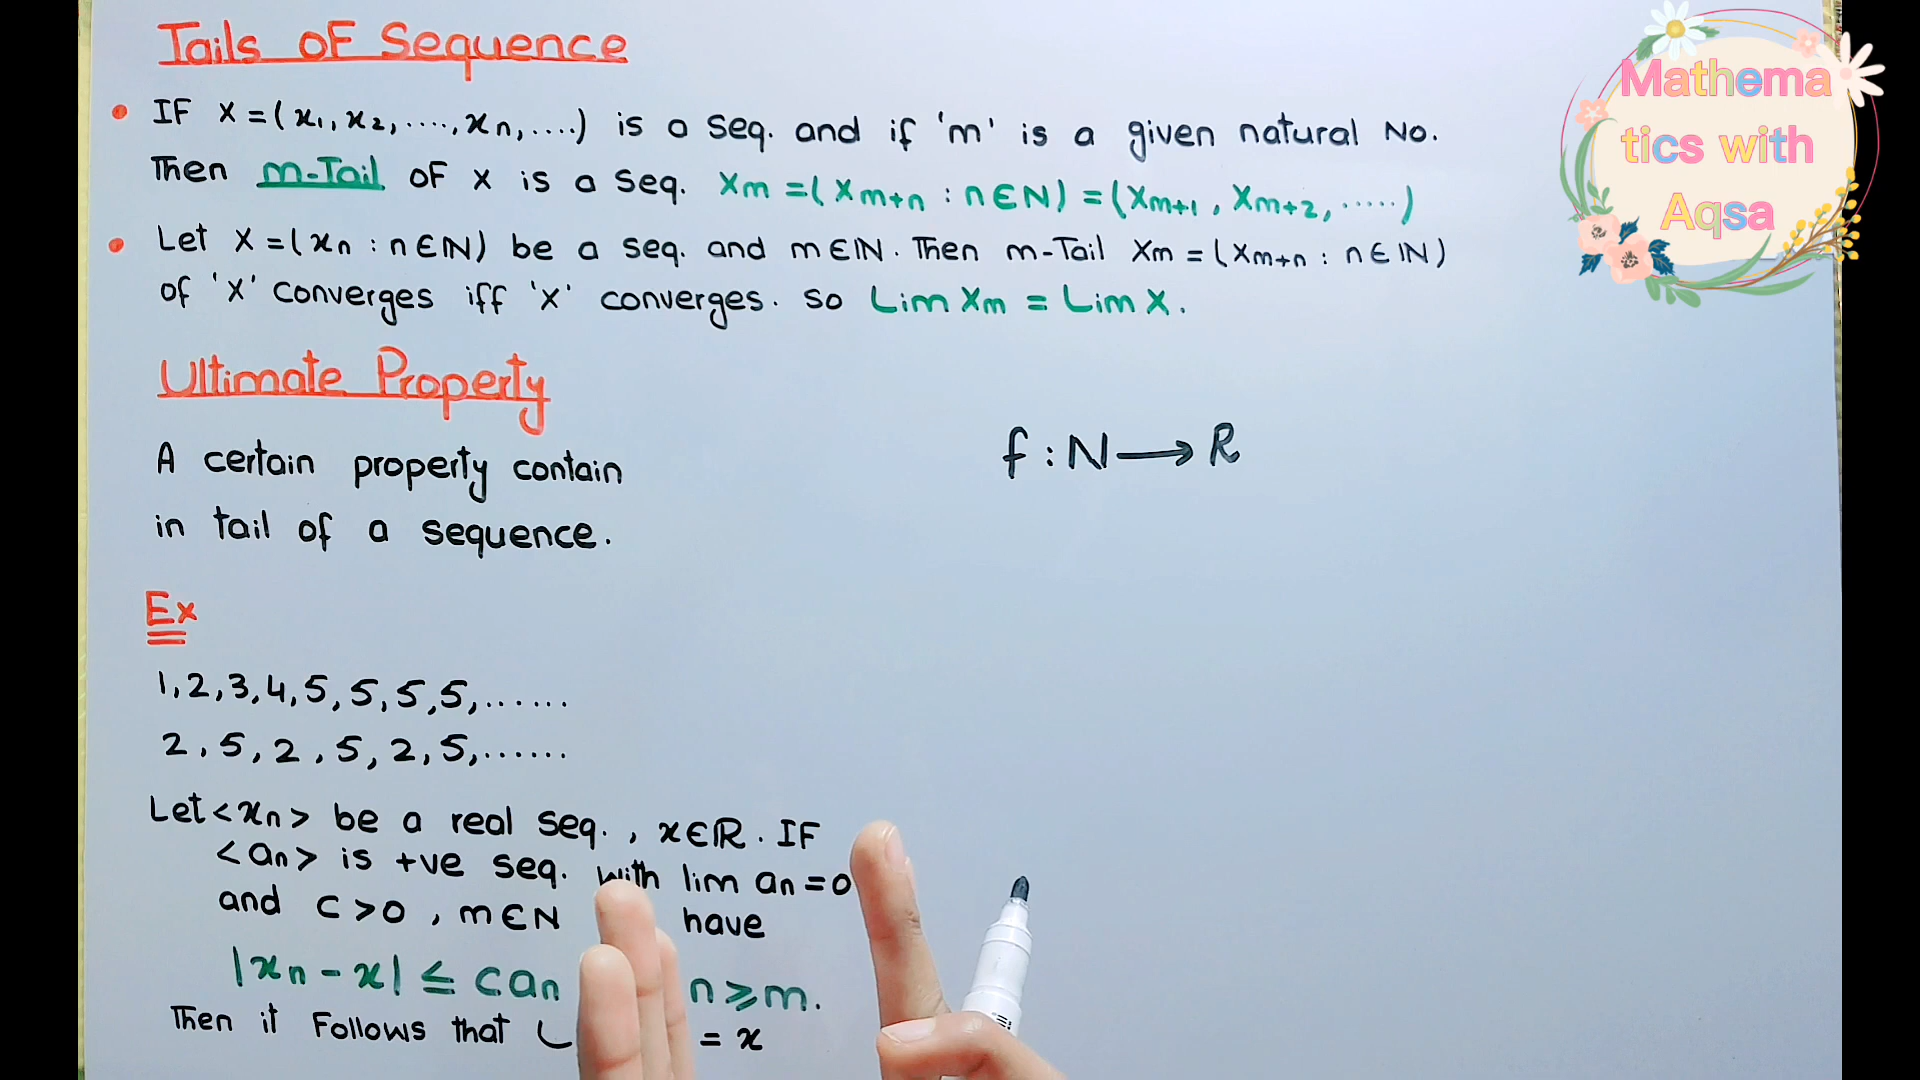 Tails of Sequence
• IF X = (x₁, x₂, ....., xn, ....) is a seq. and if 'm' is a given natural No.
Then m-Tail of X is a seq. Xm = (Xm+n : n∈N) = (Xm+1, Xm+2, .....)
• Let X = (xn : n∈N) be a seq. and m∈N. Then m-Tail Xm = (Xm+n : n∈N)
of 'X' converges iff 'X' converges. So Lim Xm = Lim X.
Ultimate Property
A certain property contain
in tail of a sequence.
f : N → R
Ex
1,2,3,4,5,5,5,5,......
2,5,2,5,2,5,......
Let <xn> be a real seq., x∈R. IF
<an> is +ve seq. with lim an = 0
and c > 0, m∈N have
|xn - x| ≤ can n ≥ m.
Then it Follows that = x
Mathema
tics with
Aqsa